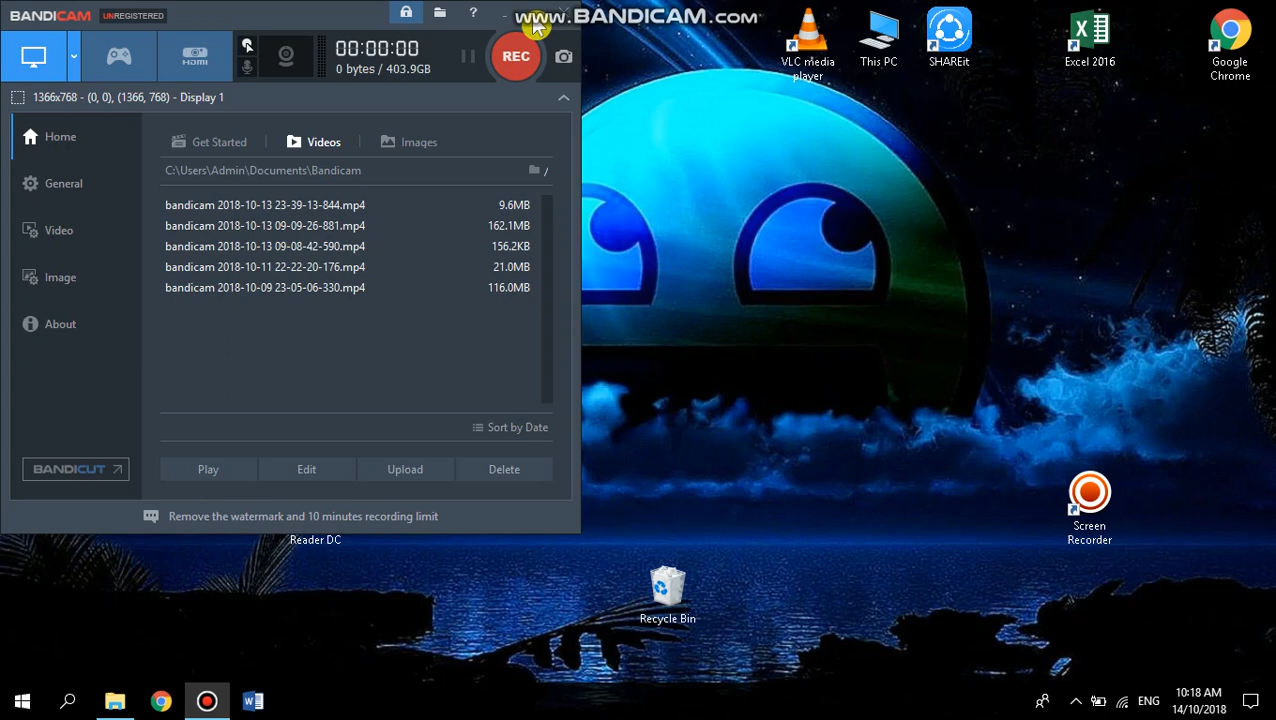 BANDICAM UNREGISTERED
?
www.BANDICAM.com
HDMI
00:00:00
0 bytes / 403.9GB
REC
1366x768 - (0, 0), (1366, 768) - Display 1
Home
General
Video
Image
About
BANDICUT
Get Started
Videos
Images
C:\Users\Admin\Documents\Bandicam
/
bandicam 2018-10-13 23-39-13-844.mp4 9.6MB
bandicam 2018-10-13 09-09-26-881.mp4 162.1MB
bandicam 2018-10-13 09-08-42-590.mp4 156.2KB
bandicam 2018-10-11 22-22-20-176.mp4 21.0MB
bandicam 2018-10-09 23-05-06-330.mp4 116.0MB
Sort by Date
Play Edit Upload Delete
Remove the watermark and 10 minutes recording limit
Reader DC
VLC media
player
This PC
SHAREit
Excel 2016
Google
Chrome
Screen
Recorder
Recycle Bin
ENG
10:18 AM
14/10/2018